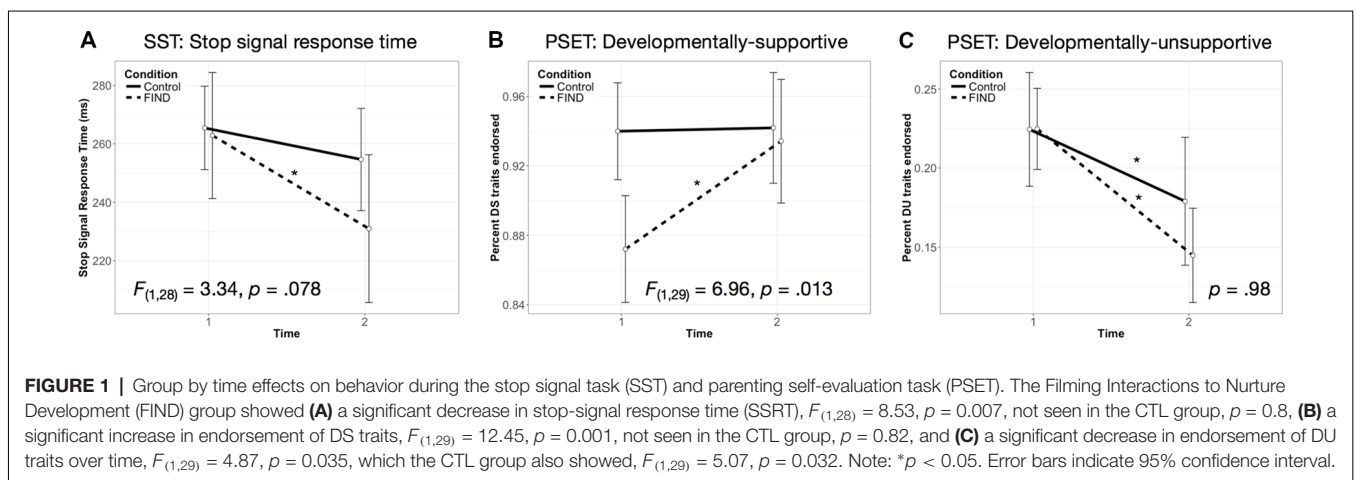 A SST: Stop signal response time
Condition
Control
FIND
Stop Signal Response Time (ms)
280
260
240
220
*
F(1,28) = 3.34, p = .078
1 2
Time
B PSET: Developmentally-supportive
Condition
Control
FIND
Percent DS traits endorsed
0.96
0.92
0.88
0.84
*
F(1,29) = 6.96, p = .013
1 2
Time
C PSET: Developmentally-unsupportive
Condition
Control
FIND
Percent DU traits endorsed
0.25
0.20
0.15
*
*
p = .98
1 2
Time
FIGURE 1 | Group by time effects on behavior during the stop signal task (SST) and parenting self-evaluation task (PSET). The Filming Interactions to Nurture
Development (FIND) group showed (A) a significant decrease in stop-signal response time (SSRT), F(1,28) = 8.53, p = 0.007, not seen in the CTL group, p = 0.8, (B) a
significant increase in endorsement of DS traits, F(1,29) = 12.45, p = 0.001, not seen in the CTL group, p = 0.82, and (C) a significant decrease in endorsement of DU
traits over time, F(1,29) = 4.87, p = 0.035, which the CTL group also showed, F(1,29) = 5.07, p = 0.032. Note: *p < 0.05. Error bars indicate 95% confidence interval.